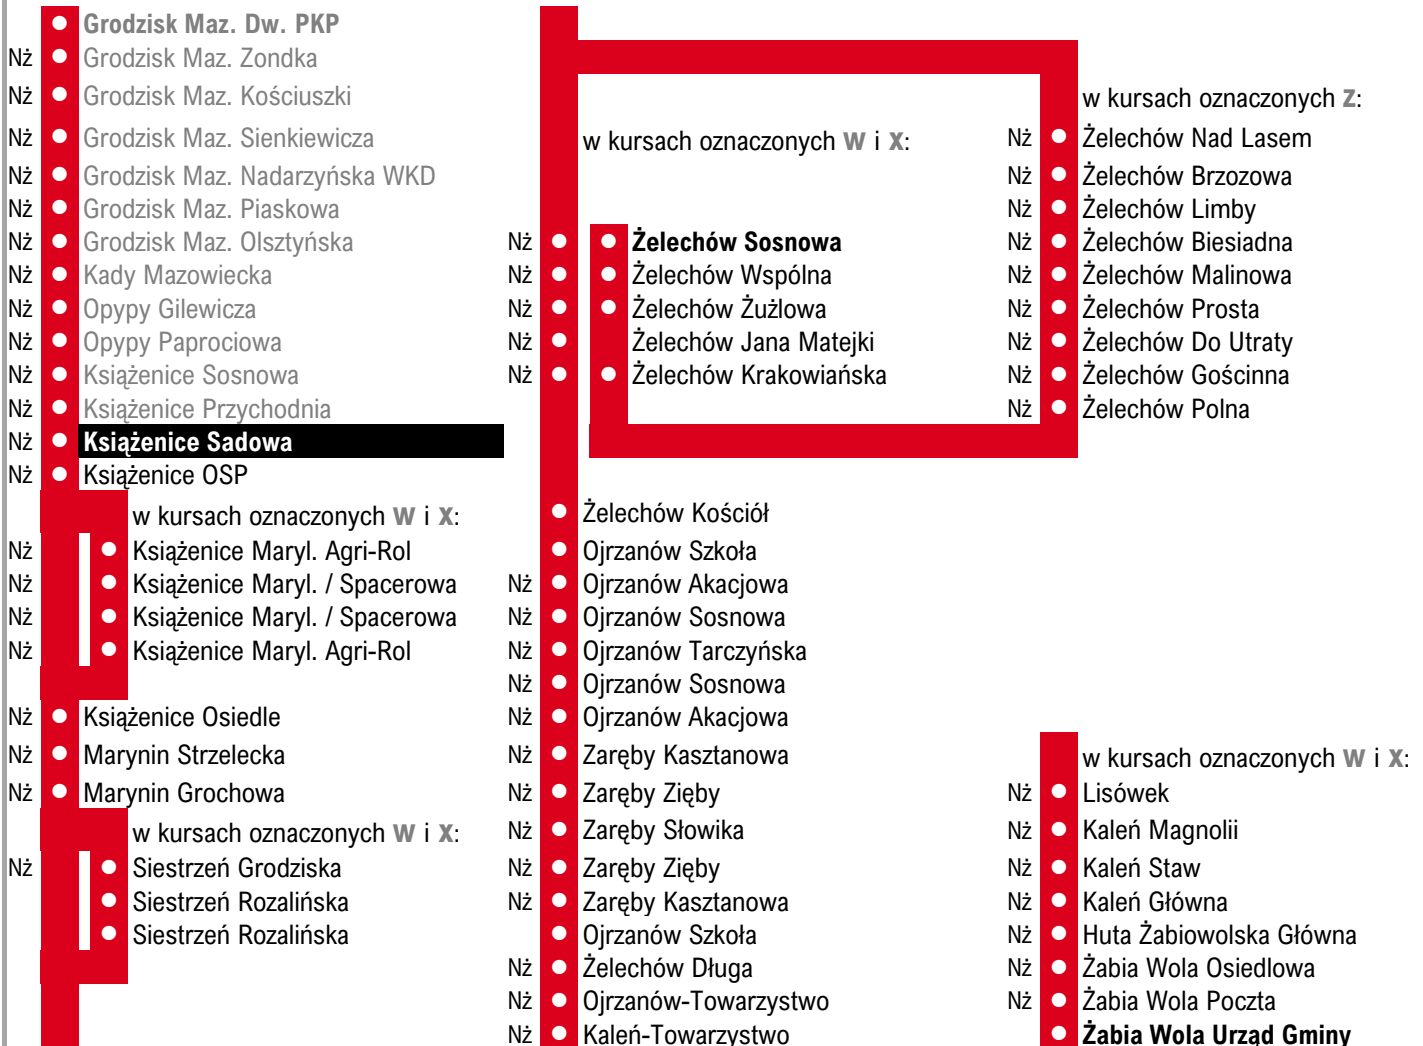 Grodzisk Maz. Dw. PKP
Nż Grodzisk Maz. Zondka
Nż Grodzisk Maz. Kościuszki
Nż Grodzisk Maz. Sienkiewicza
Nż Grodzisk Maz. Nadarzyńska WKD
Nż Grodzisk Maz. Piaskowa
Nż Grodzisk Maz. Olsztyńska
Nż Kady Mazowiecka
Nż Opypy Gilewicza
Nż Opypy Paprociowa
Nż Książenice Sosnowa
Nż Książenice Przychodnia
Nż Książenice Sadowa
Nż Książenice OSP
w kursach oznaczonych W i X:
Nż Książenice Maryl. Agri-Rol
Nż Książenice Maryl. / Spacerowa
Nż Książenice Maryl. / Spacerowa
Nż Książenice Maryl. Agri-Rol
Nż Książenice Osiedle
Nż Marynin Strzelecka
Nż Marynin Grochowa
w kursach oznaczonych W i X:
Nż Siestrzeń Grodziska
Siestrzeń Rozalińska
Siestrzeń Rozalińska
w kursach oznaczonych W i X:
Nż Żelechów Sosnowa
Nż Żelechów Wspólna
Nż Żelechów Żużlowa
Nż Żelechów Jana Matejki
Nż Żelechów Krakowiańska
Żelechów Kościół
Ojrzanów Szkoła
Nż Ojrzanów Akacjowa
Nż Ojrzanów Sosnowa
Nż Ojrzanów Tarczyńska
Nż Ojrzanów Sosnowa
Nż Ojrzanów Akacjowa
Nż Zaręby Kasztanowa
Nż Zaręby Zięby
Nż Zaręby Słowika
Nż Zaręby Zięby
Nż Zaręby Kasztanowa
Ojrzanów Szkoła
Nż Żelechów Długa
Nż Ojrzanów-Towarzystwo
Nż Kaleń-Towarzystwo
w kursach oznaczonych Z:
Nż Żelechów Nad Lasem
Nż Żelechów Brzozowa
Nż Żelechów Limby
Nż Żelechów Biesiadna
Nż Żelechów Malinowa
Nż Żelechów Prosta
Nż Żelechów Do Utraty
Nż Żelechów Gościnna
Nż Żelechów Polna
w kursach oznaczonych W i X:
Nż Lisówek
Nż Kaleń Magnolii
Nż Kaleń Staw
Nż Kaleń Główna
Nż Huta Żabiowolska Główna
Nż Żabia Wola Osiedlowa
Nż Żabia Wola Poczta
Żabia Wola Urząd Gminy